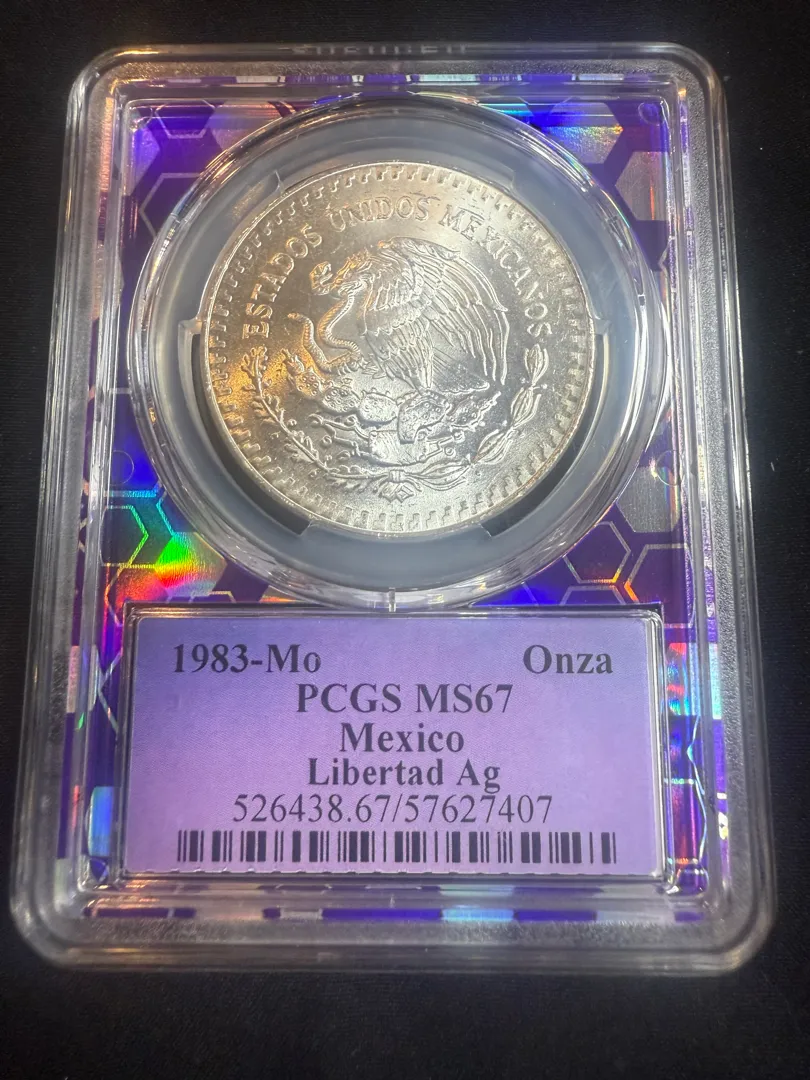 ESTADOS UNIDOS MEXICANOS
1983-Mo Onza
PCGS MS67
Mexico
Libertad Ag
526438.67/57627407